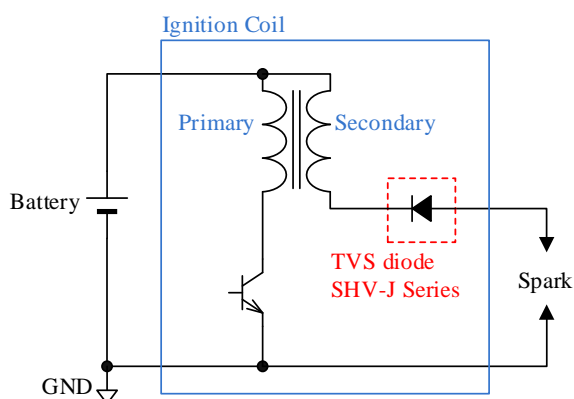 Ignition Coil
Primary
Secondary
Battery
TVS diode
SHV-J Series
Spark
GND